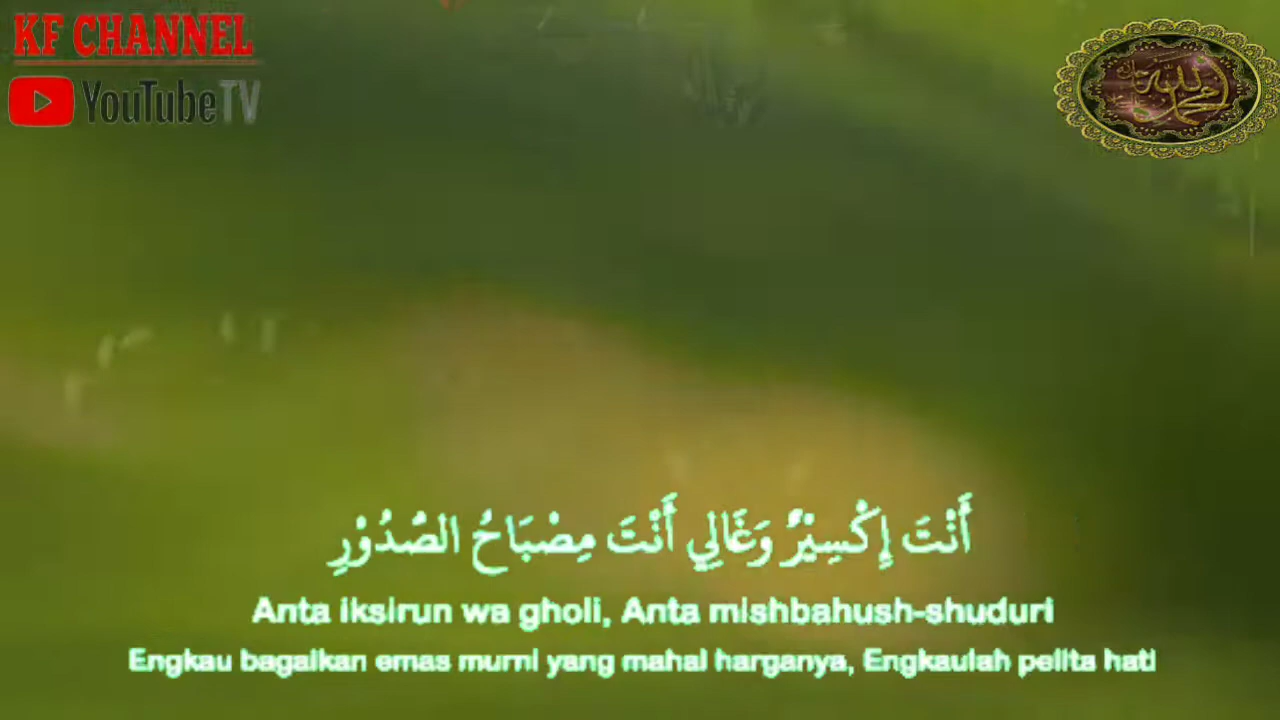 KF CHANNEL
YouTubeTV
أَنْتَ إِكْسِيْرٌ وَغَالِي أَنْتَ مِصْبَاحُ الصُّدُوْرِ
Anta iksirun wa gholi, Anta mishbahush-shuduri
Engkau bagaikan emas murni yang mahal harganya, Engkaulah pelita hati